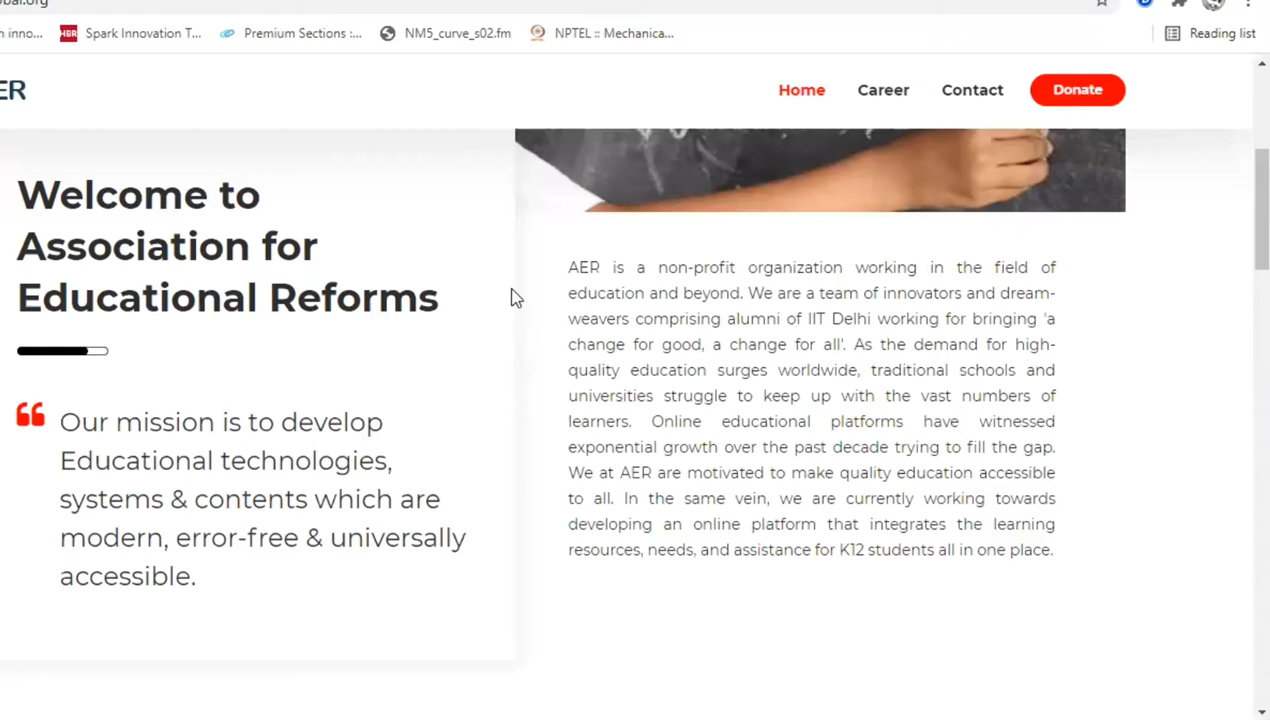 Spark Innovation T...
Premium Sections :...
NM5_curve_s02.fm
NPTEL :: Mechanica...
Reading list
ER
Home
Career
Contact
Donate
Welcome to
Association for
Educational Reforms
Our mission is to develop
Educational technologies,
systems & contents which are
modern, error-free & universally
accessible.
AER is a non-profit organization working in the field of
education and beyond. We are a team of innovators and dream-
weavers comprising alumni of IIT Delhi working for bringing 'a
change for good, a change for all'. As the demand for high-
quality education surges worldwide, traditional schools and
universities struggle to keep up with the vast numbers of
learners. Online educational platforms have witnessed
exponential growth over the past decade trying to fill the gap.
We at AER are motivated to make quality education accessible
to all. In the same vein, we are currently working towards
developing an online platform that integrates the learning
resources, needs, and assistance for K12 students all in one place.